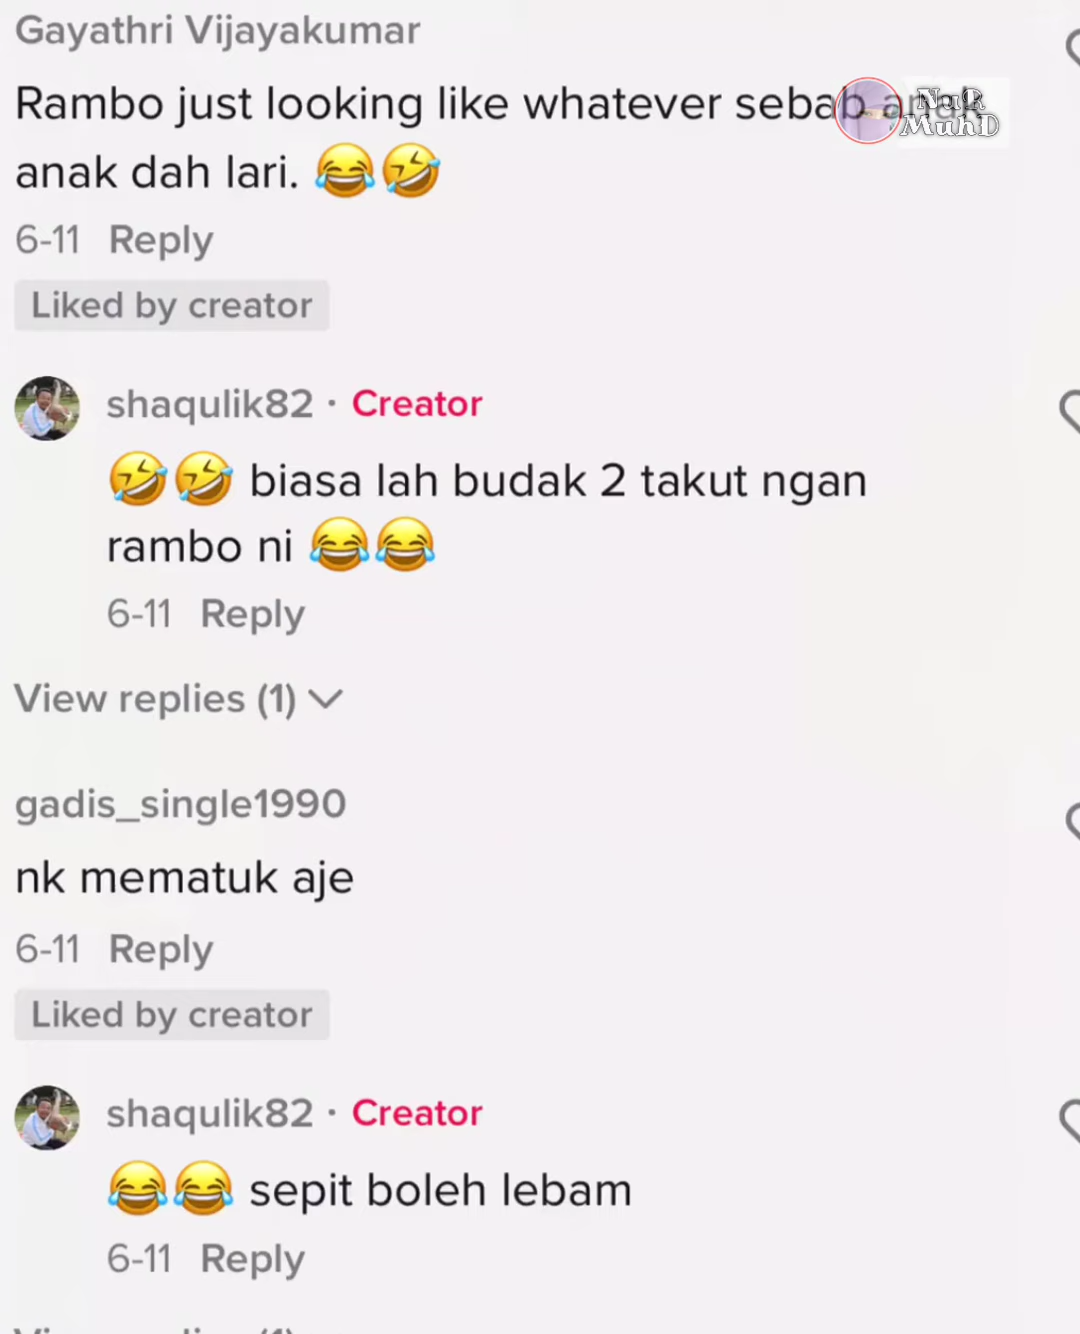 Gayathri Vijayakumar
Rambo just looking like whatever sebab
NuR
MuhD
anak dah lari. 😂🤣
6-11 Reply
Liked by creator
shaqulik82 · Creator
🤣🤣 biasa lah budak 2 takut ngan
rambo ni 😂😂
6-11 Reply
View replies (1)
gadis_single1990
nk mematuk aje
6-11 Reply
Liked by creator
shaqulik82 · Creator
😂😂 sepit boleh lebam
6-11 Reply